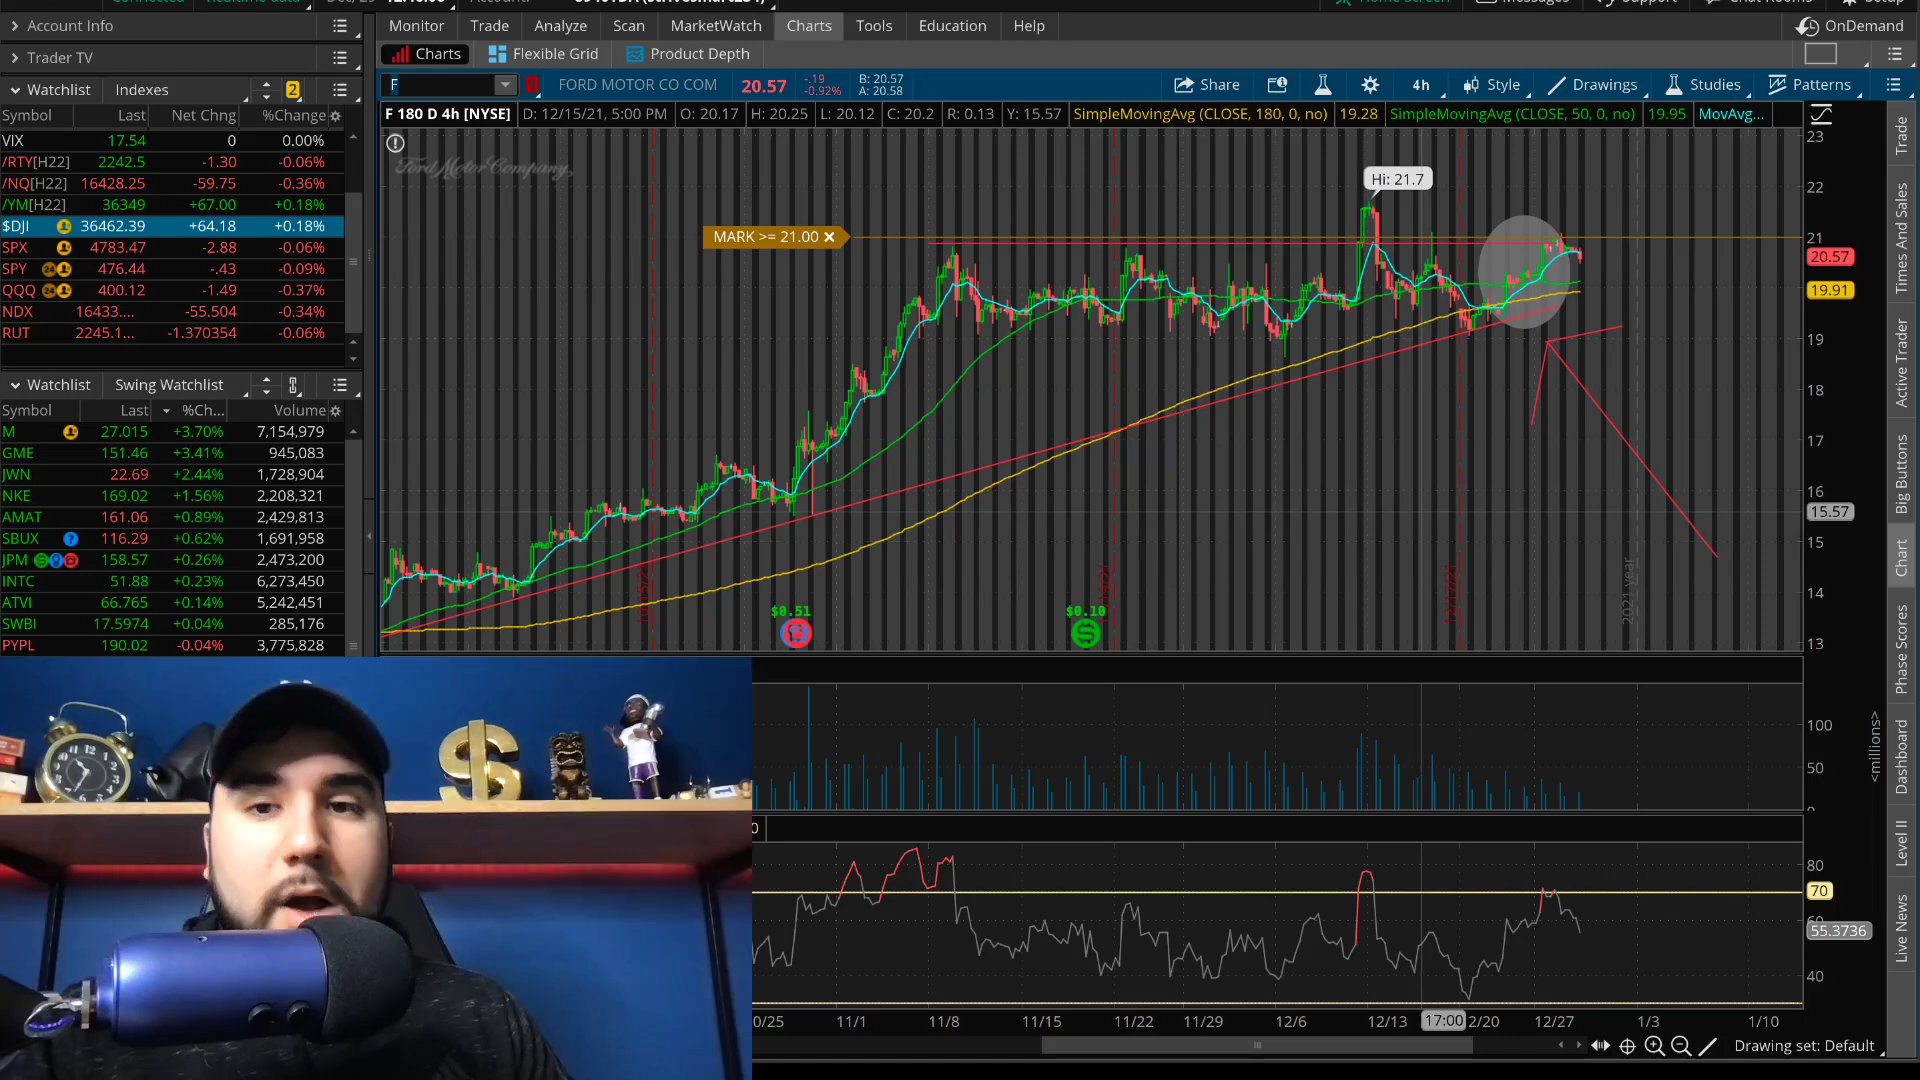 Monitor Trade Analyze Scan MarketWatch Charts Tools Education Help
OnDemand
Account Info
Trader TV
Charts Flexible Grid Product Depth
Watchlist Indexes 2
F FORD MOTOR CO COM 20.57 -.19 -0.92% B: 20.57 A: 20.58 Share 4h Style Drawings Studies Patterns
Symbol Last Net Chng %Change
F 180 D 4h [NYSE] D: 12/15/21, 5:00 PM O: 20.17 H: 20.25 L: 20.12 C: 20.2 R: 0.13 Y: 15.57 SimpleMovingAvg (CLOSE, 180, 0, no) 19.28 SimpleMovingAvg (CLOSE, 50, 0, no) 19.95 MovAvg...
VIX 17.54 0 0.00%
/RTY[H22] 2242.5 -1.30 -0.06%
/NQ[H22] 16428.25 -59.75 -0.36%
/YM[H22] 36349 +67.00 +0.18%
$DJI 36462.39 +64.18 +0.18%
SPX 4783.47 -2.88 -0.06%
SPY 476.44 -.43 -0.09%
QQQ 400.12 -1.49 -0.37%
NDX 16433.... -55.504 -0.34%
RUT 2245.1... -1.370354 -0.06%
Watchlist Swing Watchlist
Symbol Last %Ch... Volume
M 27.015 +3.70% 7,154,979
GME 151.46 +3.41% 945,083
JWN 22.69 +2.44% 1,728,904
NKE 169.02 +1.56% 2,208,321
AMAT 161.06 +0.89% 2,429,813
SBUX 116.29 +0.62% 1,691,958
JPM 158.57 +0.26% 2,473,200
INTC 51.88 +0.23% 6,273,450
ATVI 66.765 +0.14% 5,242,451
SWBI 17.5974 +0.04% 285,176
PYPL 190.02 -0.04% 3,775,828
Ford Motor Company
Hi: 21.7
MARK >= 21.00
$0.51
$0.10
12/17/21
2021 year
23
22
21
20.57
19.91
19
18
17
16
15.57
15
14
13
100
50
0
<millions>
80
70
60
55.3736
40
0
0/25 11/1 11/8 11/15 11/22 11/29 12/6 12/13 17:00 2/20 12/27 1/3 1/10
Drawing set: Default
Trade
Times And Sales
Active Trader
Big Buttons
Chart
Phase Scores
Dashboard
Level II
Live News